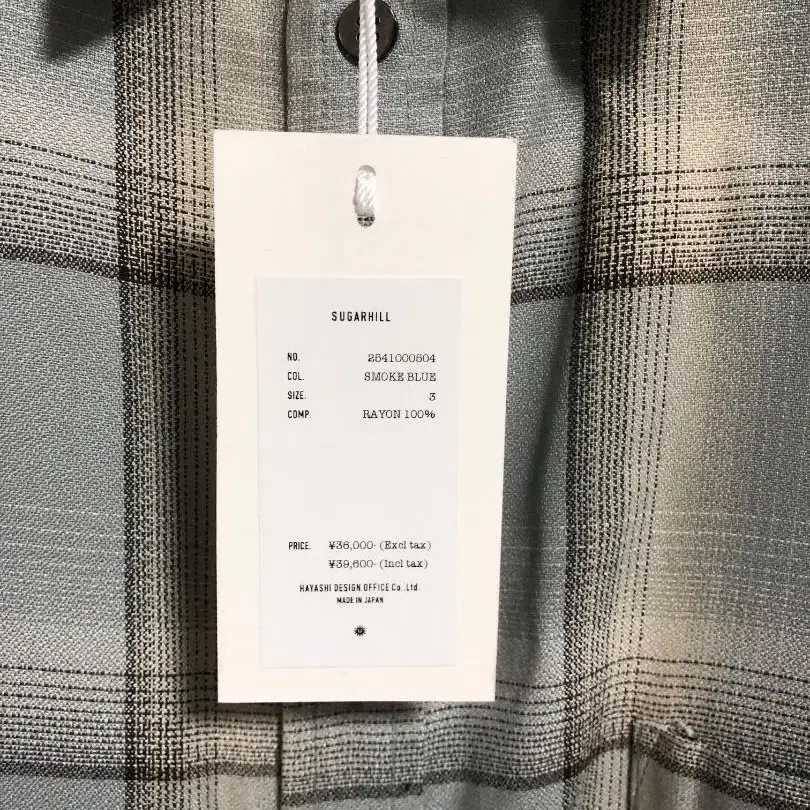 SUGARHILL
NO. 2541000504
COL. SMOKE BLUE
SIZE. 3
COMP. RAYON 100%
PRICE. ¥36,000- (Excl tax)
¥39,600- (Incl tax)
HAYASHI DESIGN OFFICE Co.,Ltd.
MADE IN JAPAN